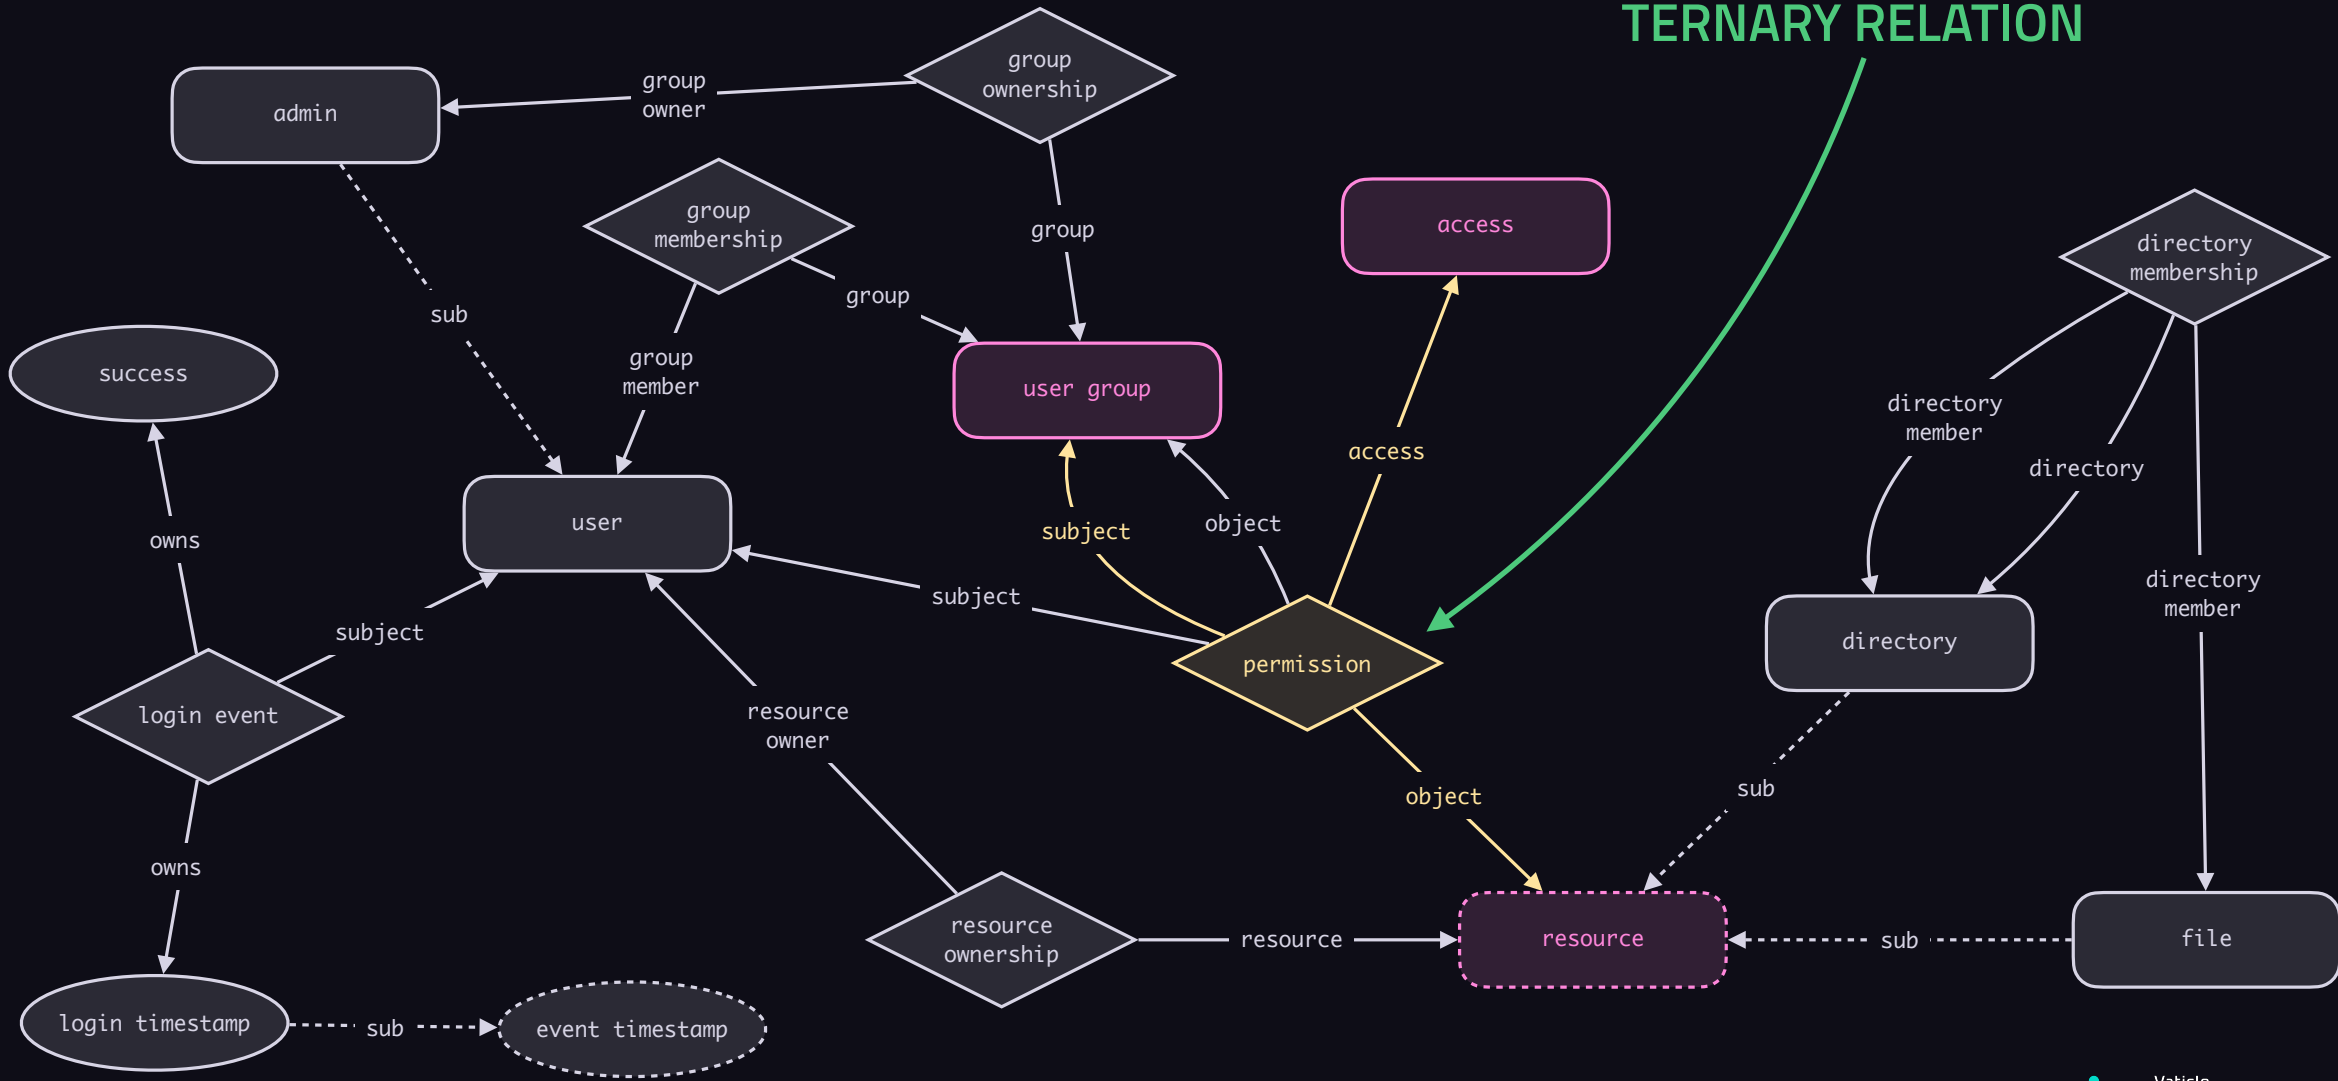 TERNARY RELATION
group
ownership
group
owner
admin
group
membership
group
access
directory
membership
group
sub
group
member
success
user group
directory
member
access
directory
user
subject
object
owns
subject
directory
member
subject
directory
permission
login event
resource
owner
sub
object
owns
resource
ownership
resource
resource
sub
file
login timestamp
sub
event timestamp
Vaticle